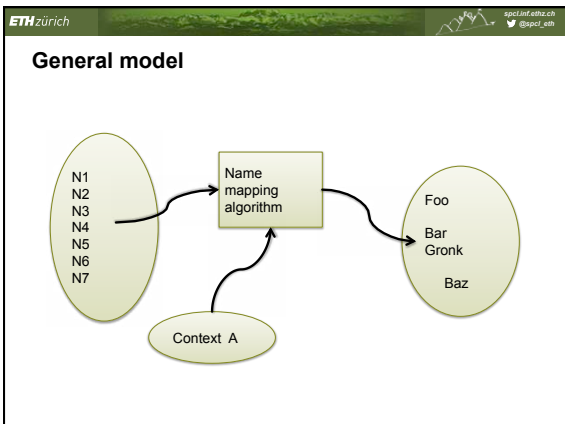 ETH zürich
spcl.inf.ethz.ch
@spcl_eth
General model
N1
N2
N3
N4
N5
N6
N7
Name
mapping
algorithm
Context A
Foo
Bar
Gronk
Baz